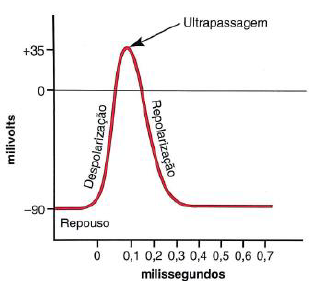 Ultrapassagem
+35
0
milivolts
Despolarização
Repolarização
–90
Repouso
0 0,1 0,2 0,3 0,4 0,5 0,6 0,7
milissegundos